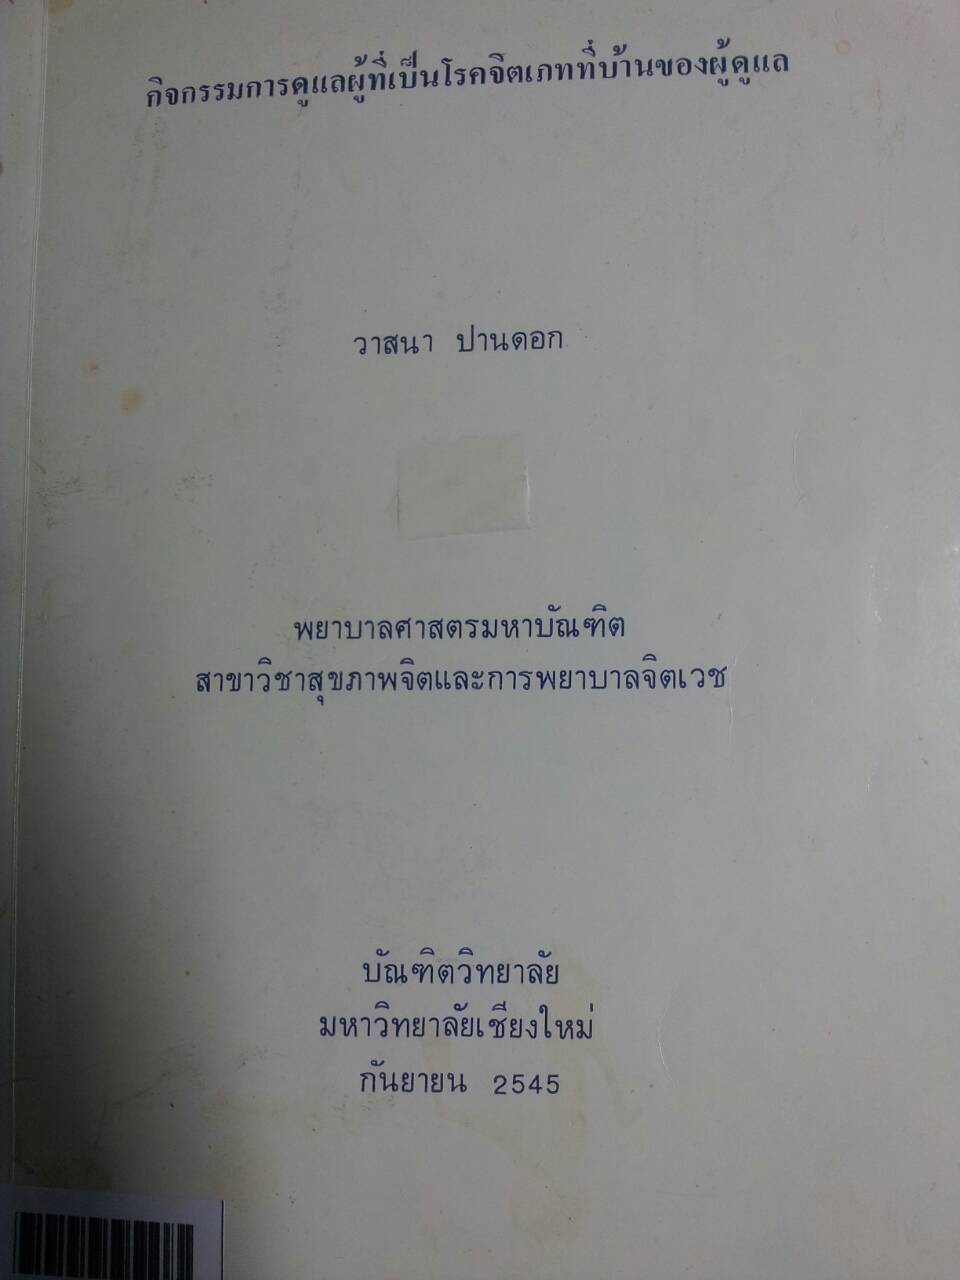 กิจกรรมการดูแลผู้ที่เป็นโรคจิตเภทที่บ้านของผู้ดูแล
วาสนา ปานดอก
พยาบาลศาสตรมหาบัณฑิต
สาขาวิชาสุขภาพจิตและการพยาบาลจิตเวช
บัณฑิตวิทยาลัย
มหาวิทยาลัยเชียงใหม่
กันยายน 2545